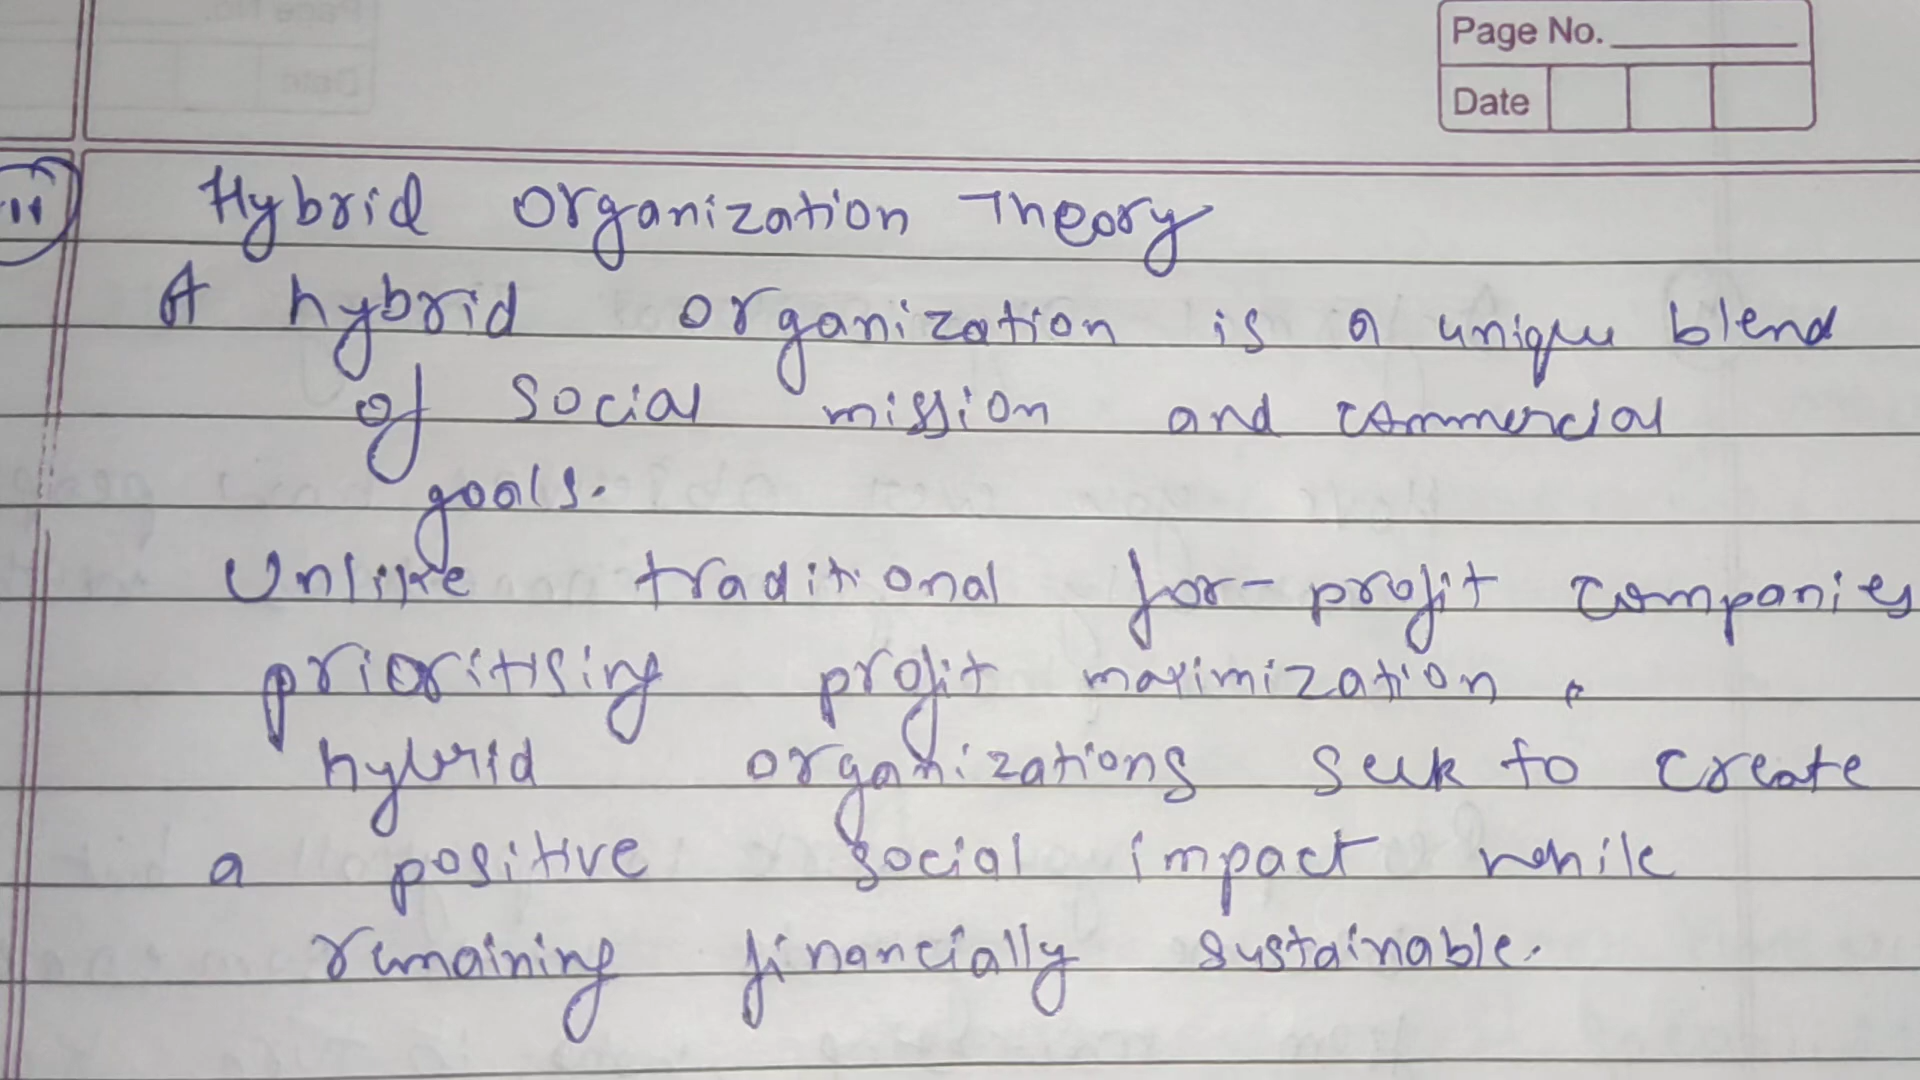 Page No.
Date
ii Hybrid Organization Theory
A hybrid organization is a unique blend
of social mission and commercial
goals.
Unlike traditional for-profit companies
prioritising profit maximization,
hybrid organizations seek to create
a positive social impact while
remaining financially sustainable.